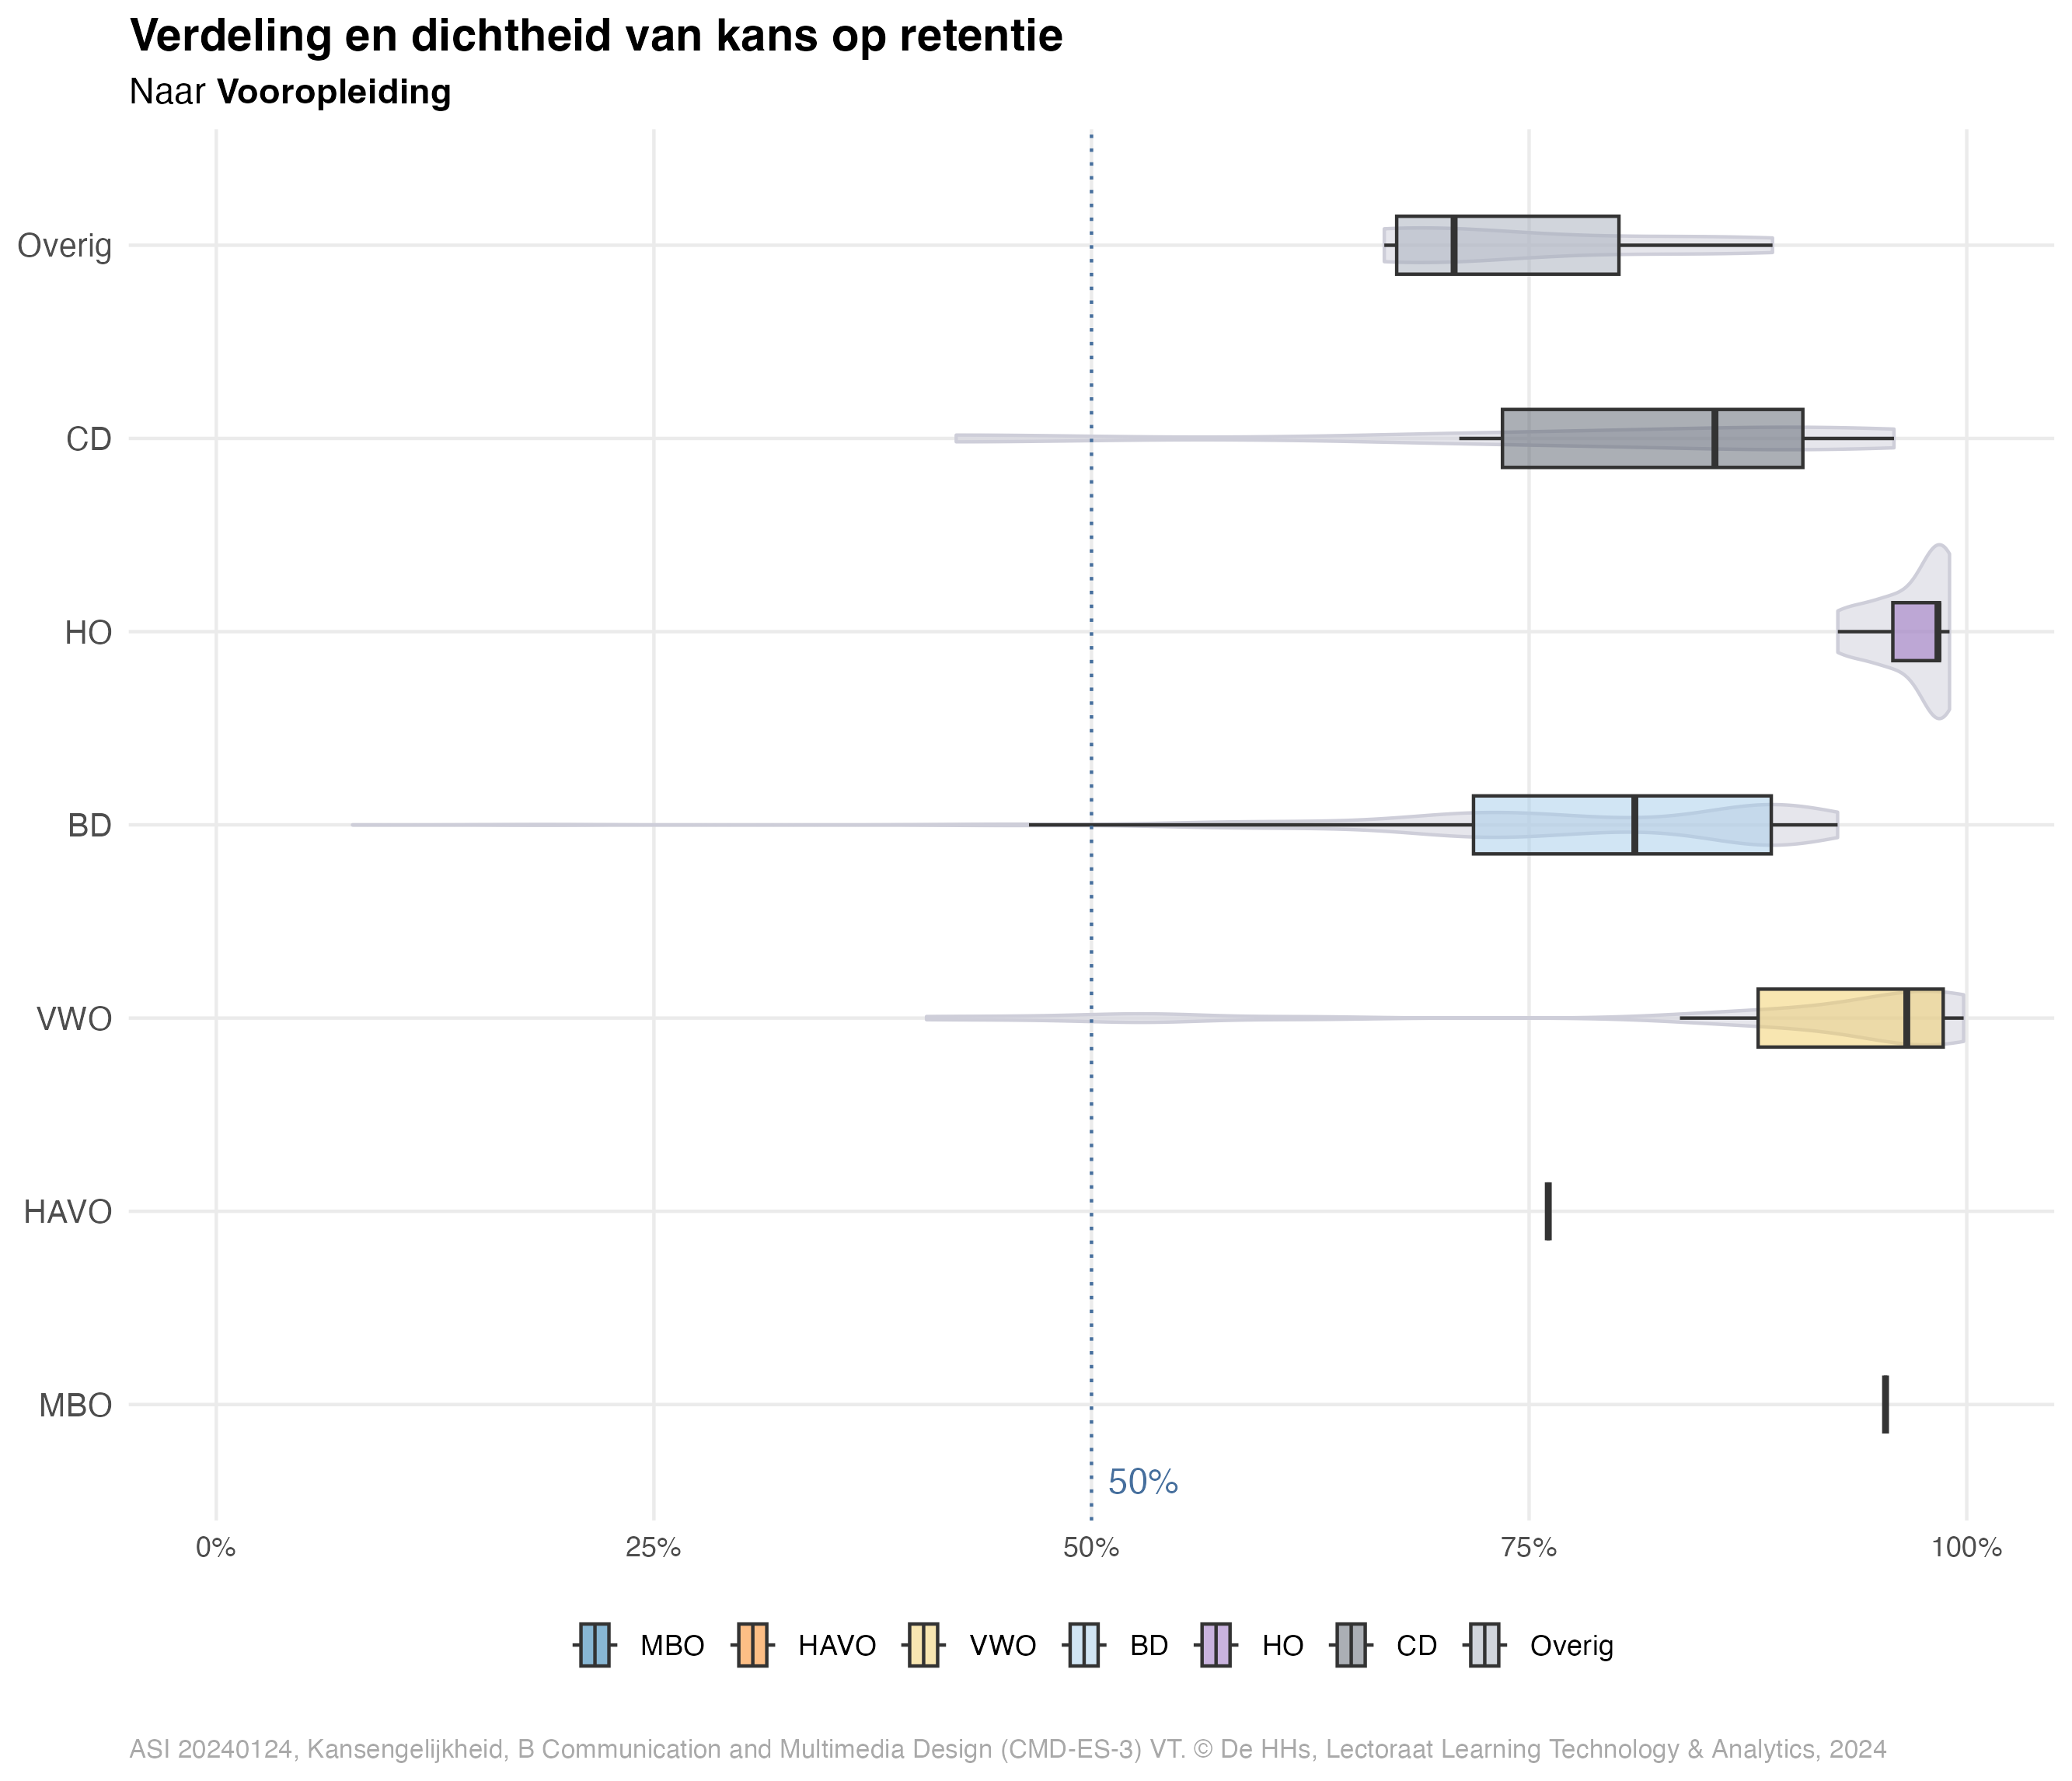 Verdeling en dichtheid van kans op retentie
Naar Vooropleiding
Overig
CD
HO
BD
VWO
HAVO
MBO
50%
0% 25% 50% 75% 100%
MBO HAVO VWO BD HO CD Overig
ASI 20240124, Kansengelijkheid, B Communication and Multimedia Design (CMD-ES-3) VT. © De HHs, Lectoraat Learning Technology & Analytics, 2024